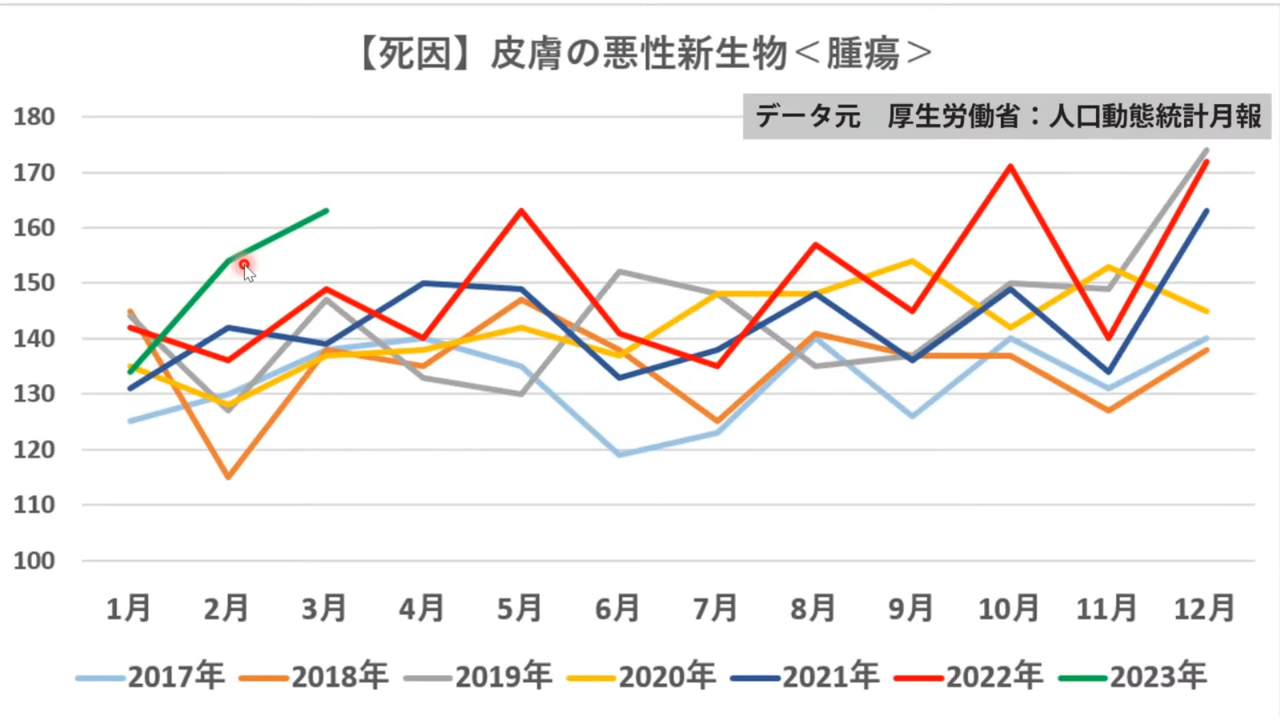 【死因】皮膚の悪性新生物＜腫瘍＞
データ元　厚生労働省：人口動態統計月報
180
170
160
150
140
130
120
110
100
1月 2月 3月 4月 5月 6月 7月 8月 9月 10月 11月 12月
2017年 2018年 2019年 2020年 2021年 2022年 2023年